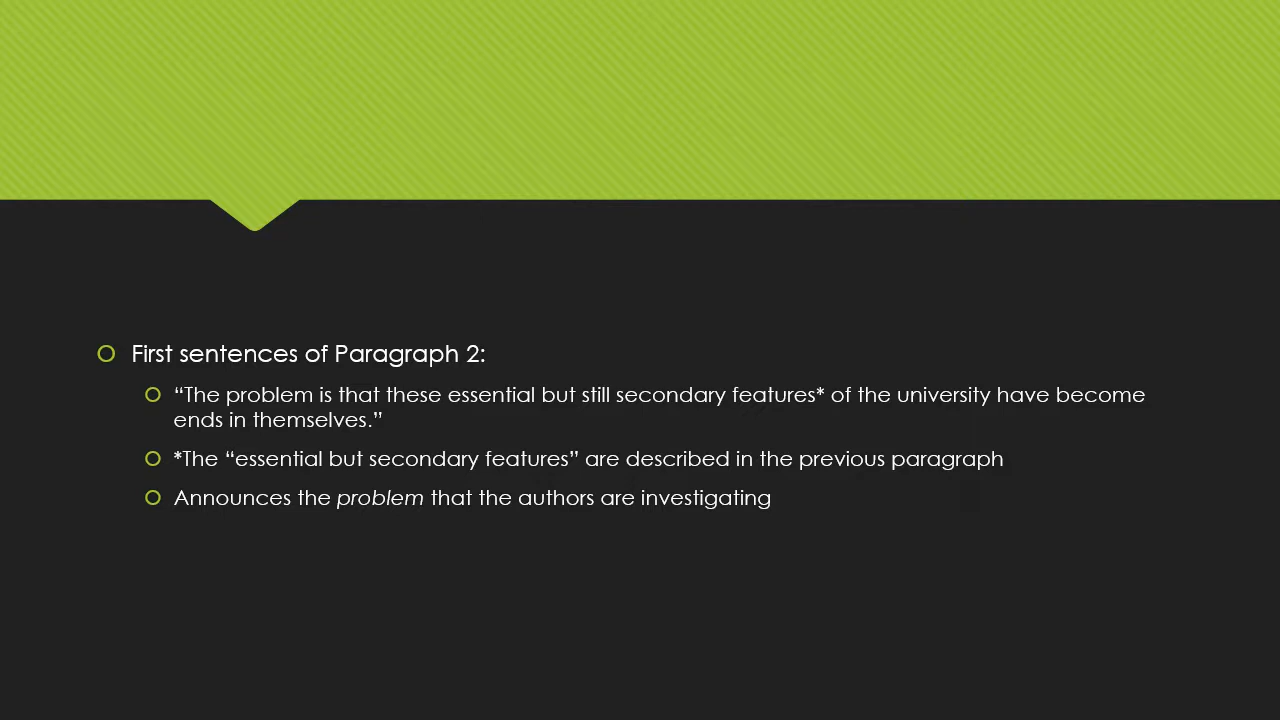 First sentences of Paragraph 2:
“The problem is that these essential but still secondary features* of the university have become
ends in themselves.”
*The “essential but secondary features” are described in the previous paragraph
Announces the problem that the authors are investigating